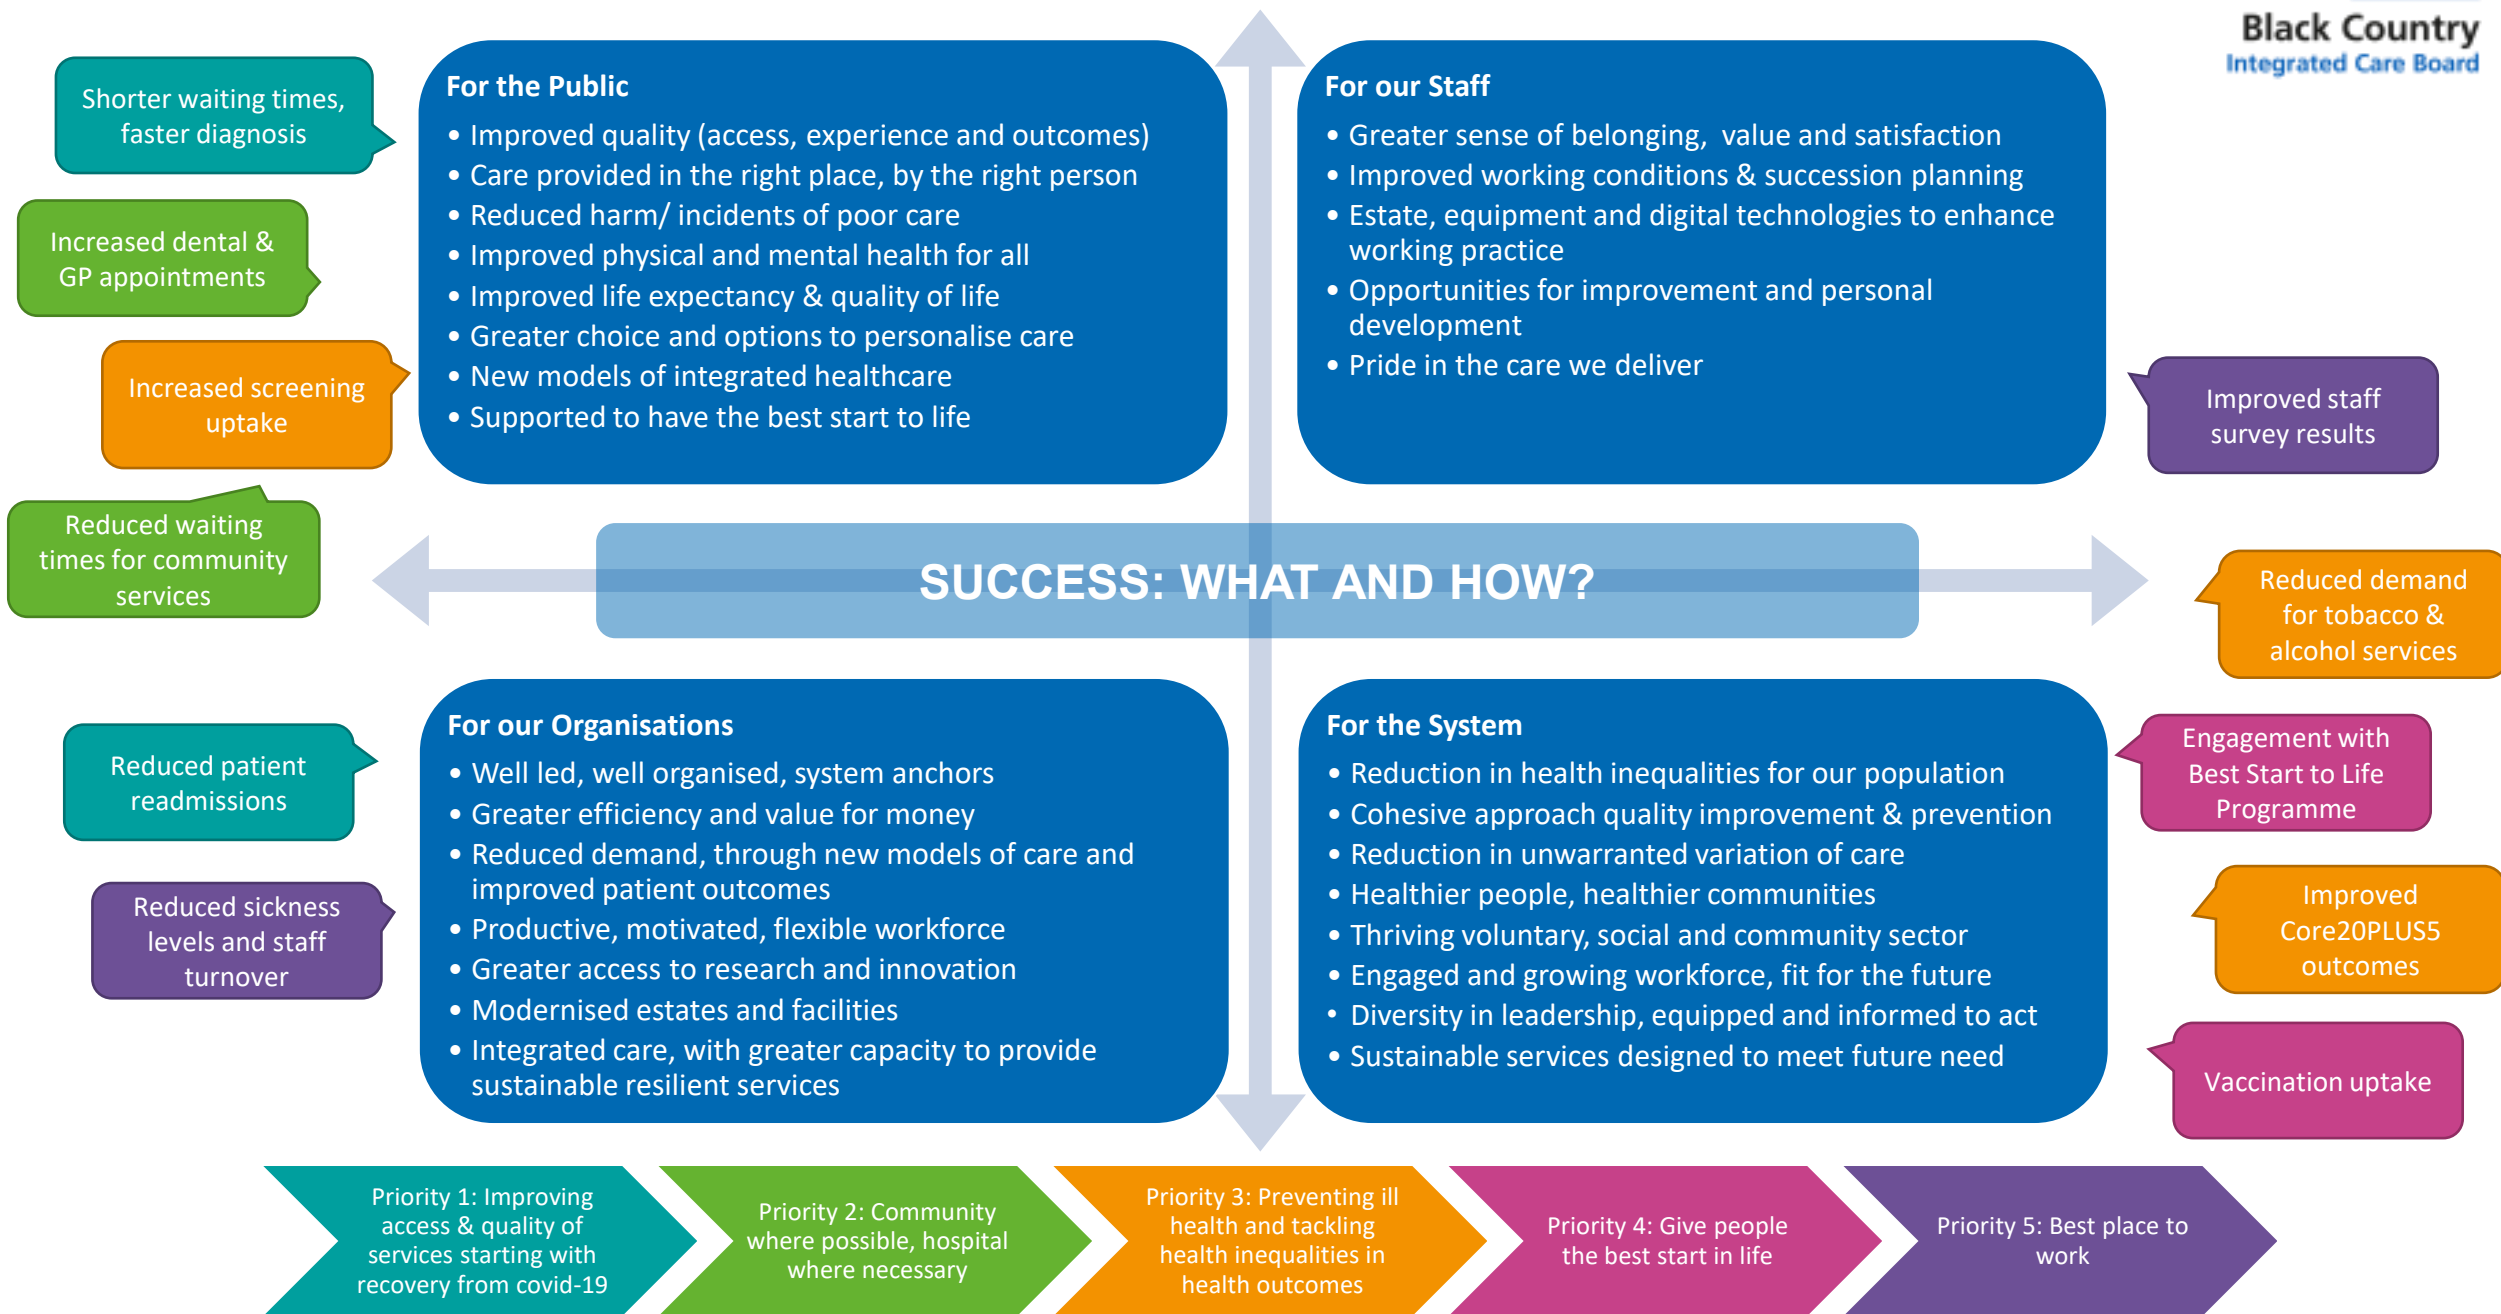 Black Country
Integrated Care Board
Shorter waiting times,
faster diagnosis
Increased dental &
GP appointments
Increased screening
uptake
Reduced waiting
times for community
services
For the Public
• Improved quality (access, experience and outcomes)
• Care provided in the right place, by the right person
• Reduced harm/ incidents of poor care
• Improved physical and mental health for all
• Improved life expectancy & quality of life
• Greater choice and options to personalise care
• New models of integrated healthcare
• Supported to have the best start to life
For our Staff
• Greater sense of belonging,  value and satisfaction
• Improved working conditions & succession planning
• Estate, equipment and digital technologies to enhance
working practice
• Opportunities for improvement and personal
development
• Pride in the care we deliver
Improved staff
survey results
SUCCESS: WHAT AND HOW?
Reduced demand
for tobacco &
alcohol services
Reduced patient
readmissions
Reduced sickness
levels and staff
turnover
For our Organisations
• Well led, well organised, system anchors
• Greater efficiency and value for money
• Reduced demand, through new models of care and
improved patient outcomes
• Productive, motivated, flexible workforce
• Greater access to research and innovation
• Modernised estates and facilities
• Integrated care, with greater capacity to provide
sustainable resilient services
For the System
• Reduction in health inequalities for our population
• Cohesive approach quality improvement & prevention
• Reduction in unwarranted variation of care
• Healthier people, healthier communities
• Thriving voluntary, social and community sector
• Engaged and growing workforce, fit for the future
• Diversity in leadership, equipped and informed to act
• Sustainable services designed to meet future need
Engagement with
Best Start to Life
Programme
Improved
Core20PLUS5
outcomes
Vaccination uptake
Priority 1: Improving
access & quality of
services starting with
recovery from covid-19
Priority 2: Community
where possible, hospital
where necessary
Priority 3: Preventing ill
health and tackling
health inequalities in
health outcomes
Priority 4: Give people
the best start in life
Priority 5: Best place to
work